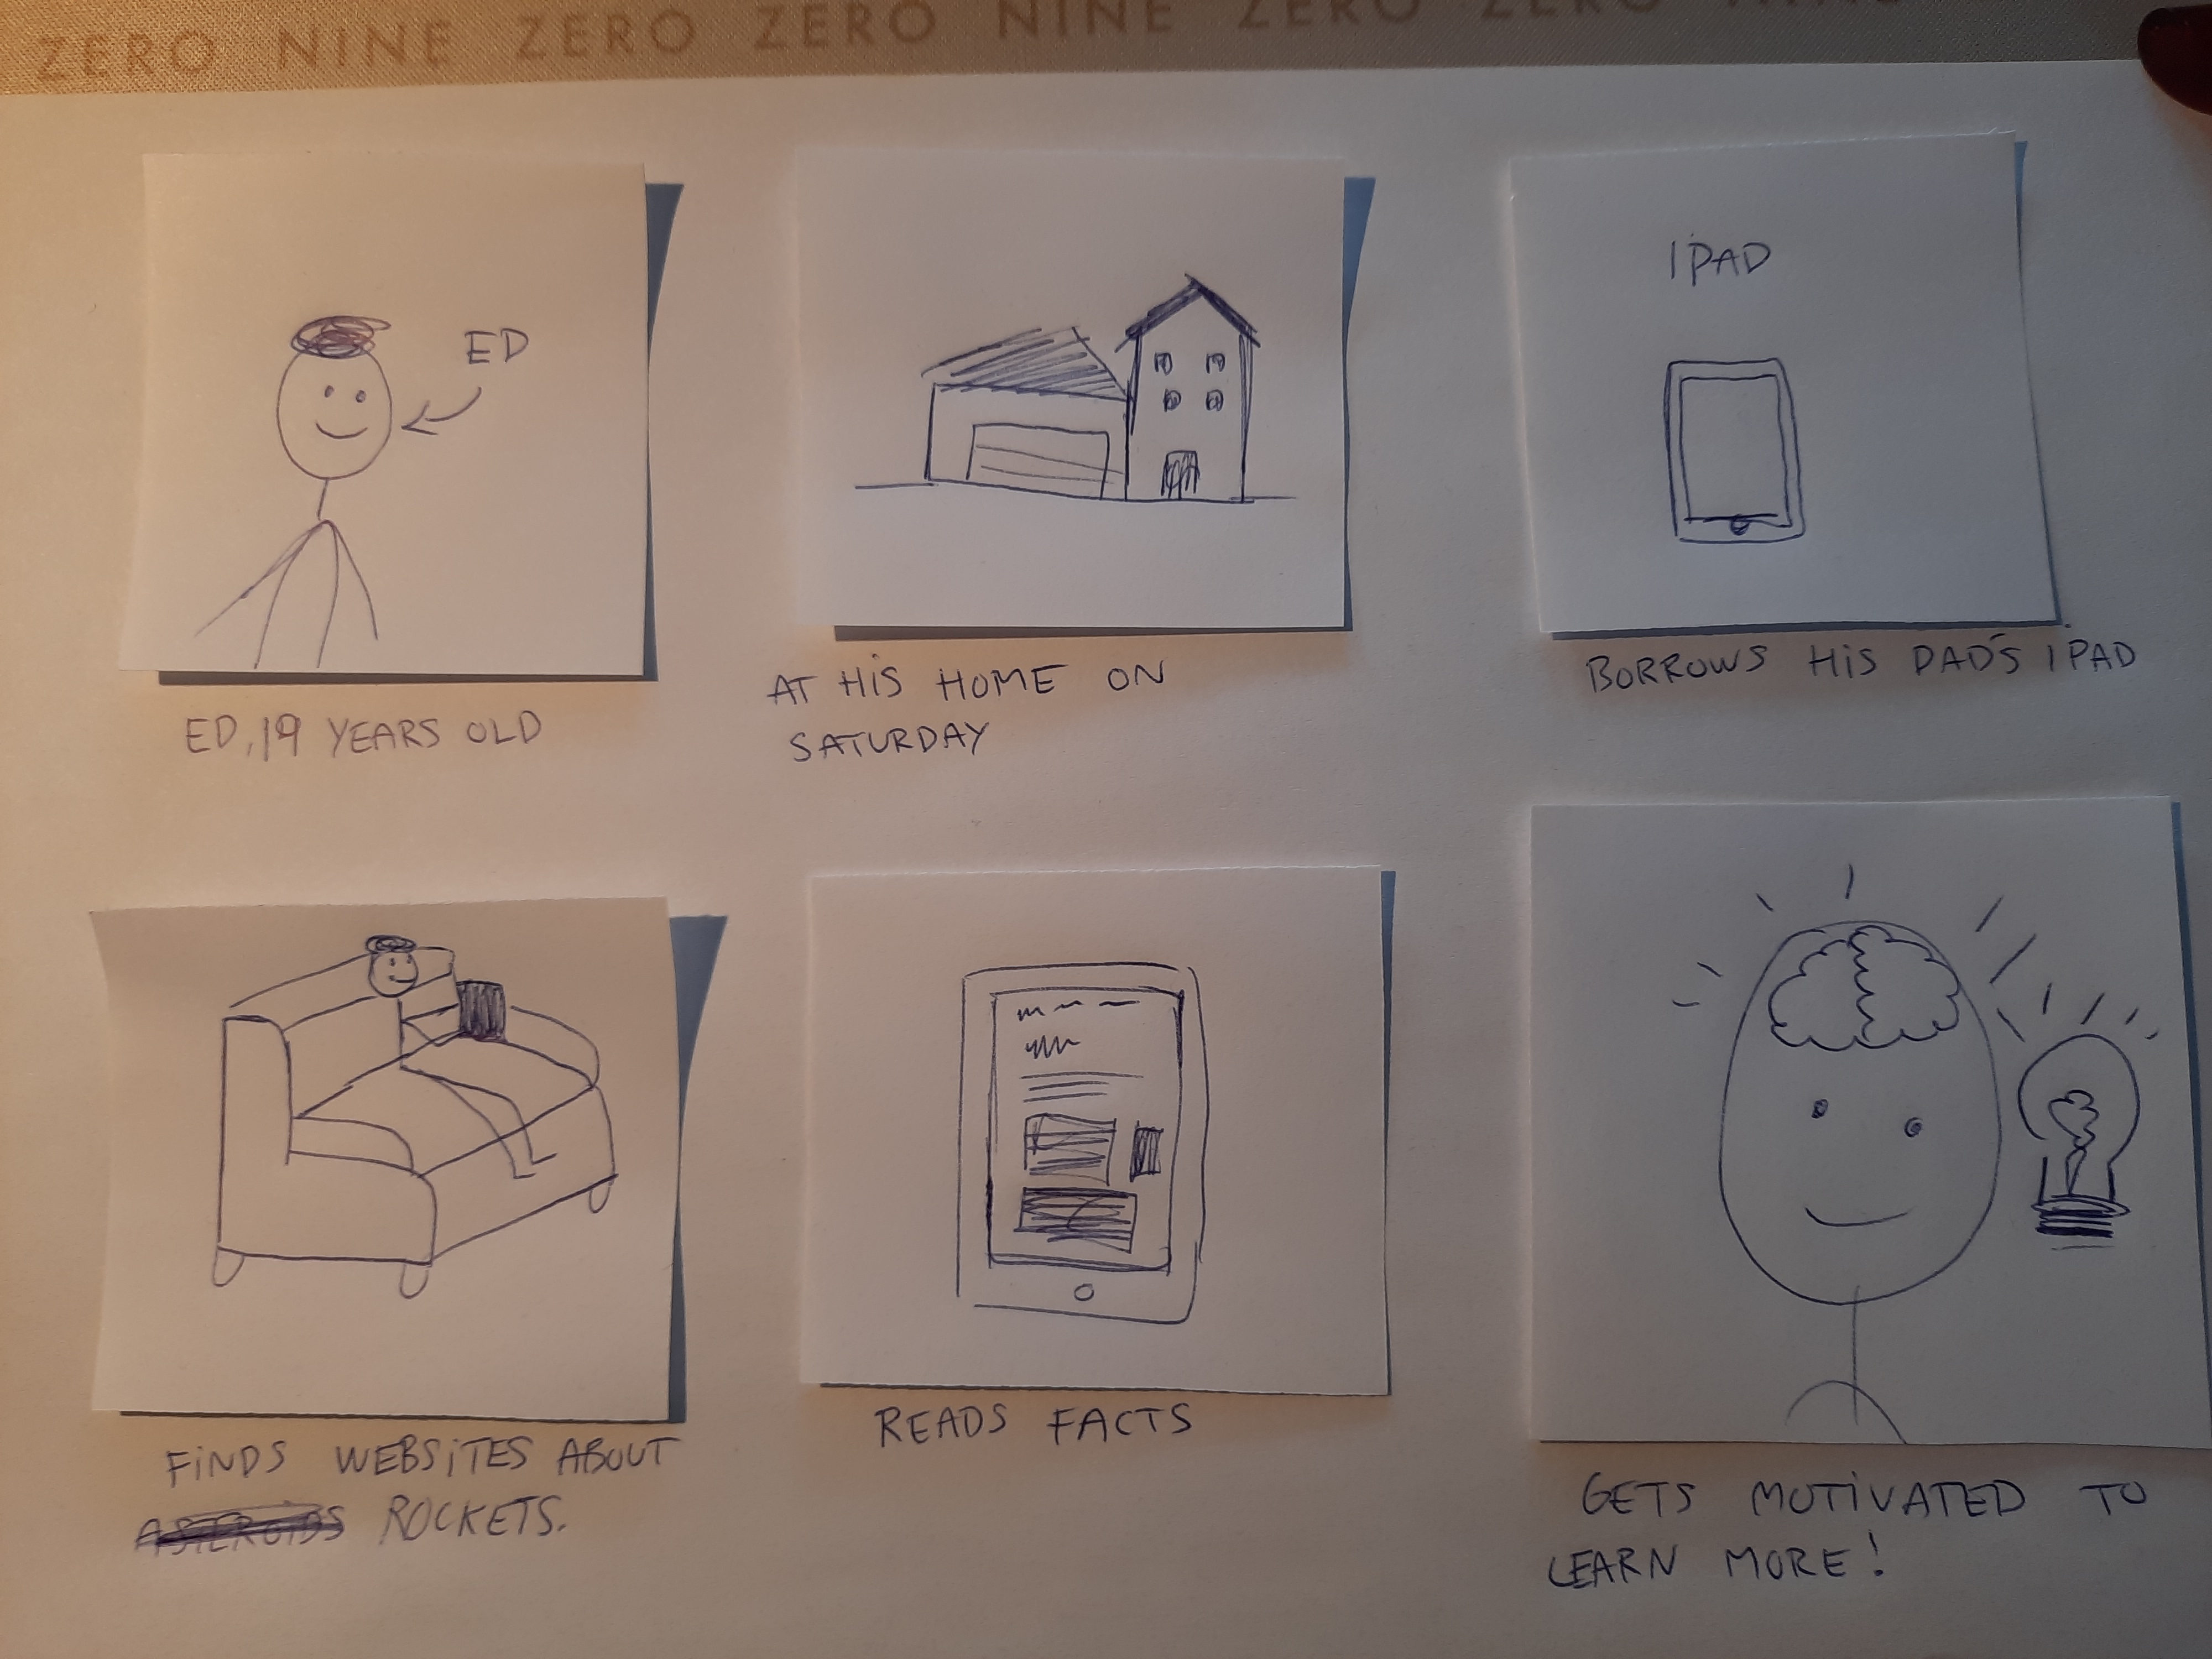 ZERO NINE ZERO ZERO NINE ZERO ZERO NINE
ED
IPAD
ED, 19 YEARS OLD
AT HIS HOME ON
SATURDAY
BORROWS HIS DAD'S IPAD
FINDS WEBSITES ABOUT
ASTEROIDS ROCKETS.
READS FACTS
GETS MOTIVATED TO
LEARN MORE!